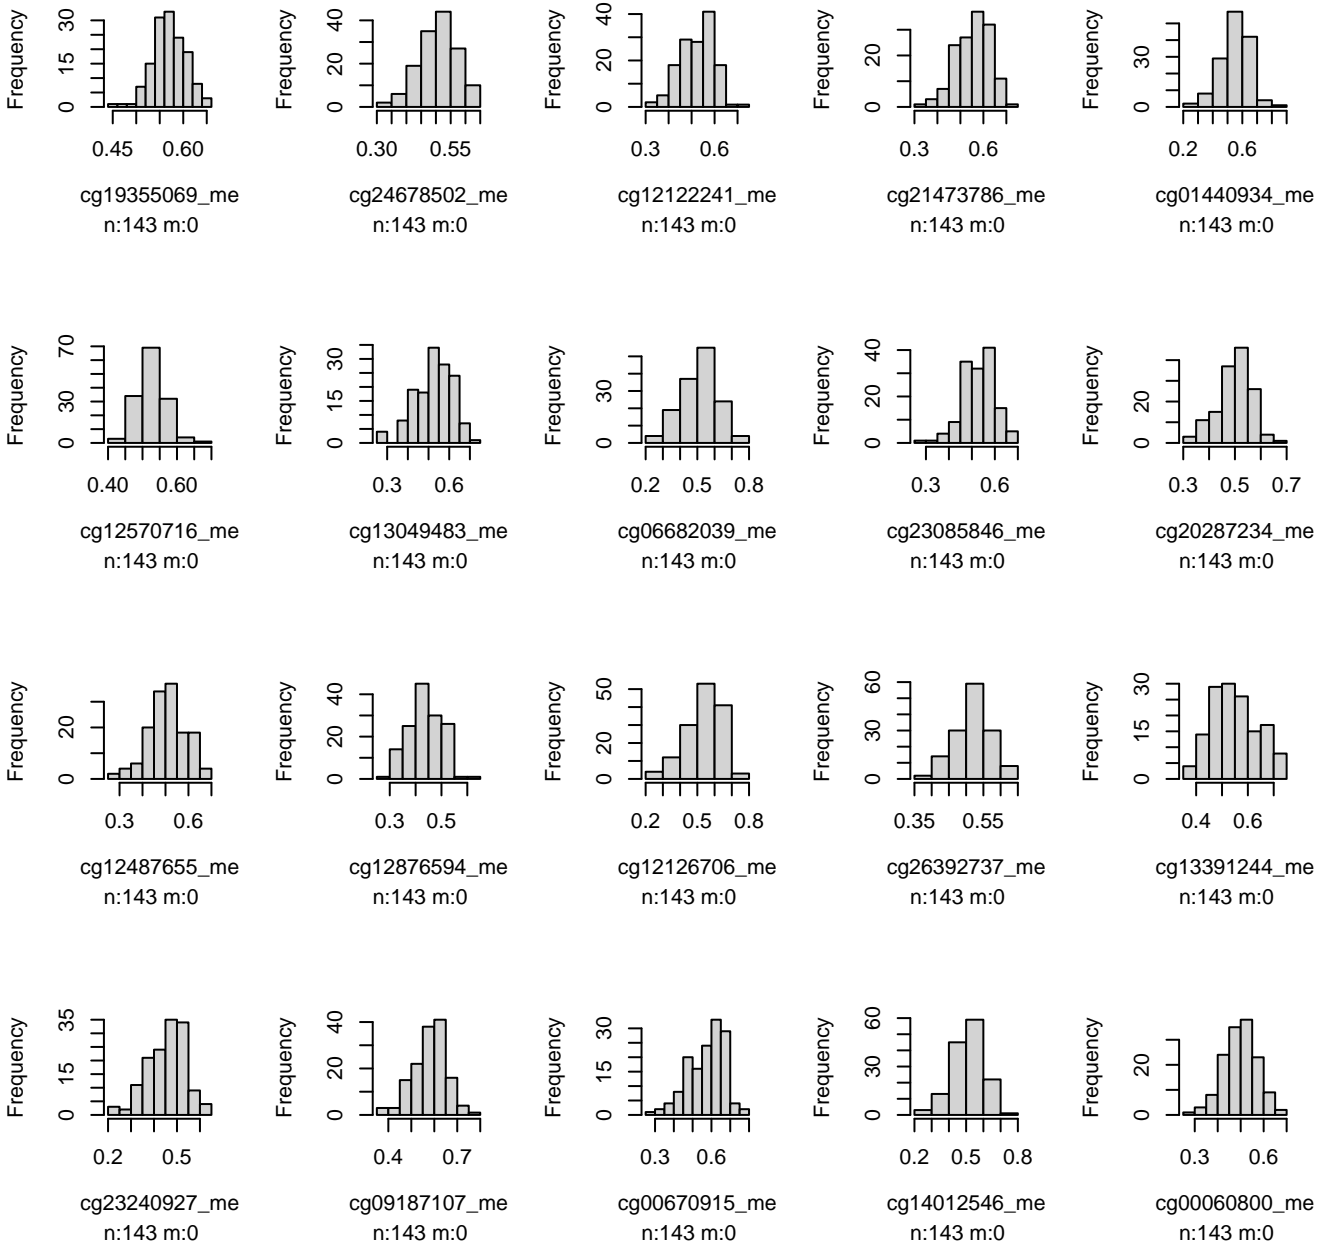 Frequency
0 15 30
0.45 0.60
cg19355069_me
n:143 m:0
Frequency
0 20 40
0.30 0.55
cg24678502_me
n:143 m:0
Frequency
0 20 40
0.3 0.6
cg12122241_me
n:143 m:0
Frequency
0 20
0.3 0.6
cg21473786_me
n:143 m:0
Frequency
0 30
0.2 0.6
cg01440934_me
n:143 m:0
Frequency
0 30 70
0.40 0.60
cg12570716_me
n:143 m:0
Frequency
0 15 30
0.3 0.6
cg13049483_me
n:143 m:0
Frequency
0 30
0.2 0.5 0.8
cg06682039_me
n:143 m:0
Frequency
0 20 40
0.3 0.6
cg23085846_me
n:143 m:0
Frequency
0 20
0.3 0.5 0.7
cg20287234_me
n:143 m:0
Frequency
0 20
0.3 0.6
cg12487655_me
n:143 m:0
Frequency
0 20 40
0.3 0.5
cg12876594_me
n:143 m:0
Frequency
0 20 50
0.2 0.5 0.8
cg12126706_me
n:143 m:0
Frequency
0 30 60
0.35 0.55
cg26392737_me
n:143 m:0
Frequency
0 15 30
0.4 0.6
cg13391244_me
n:143 m:0
Frequency
0 15 35
0.2 0.5
cg23240927_me
n:143 m:0
Frequency
0 20 40
0.4 0.7
cg09187107_me
n:143 m:0
Frequency
0 15 30
0.3 0.6
cg00670915_me
n:143 m:0
Frequency
0 30 60
0.2 0.5 0.8
cg14012546_me
n:143 m:0
Frequency
0 20
0.3 0.6
cg00060800_me
n:143 m:0